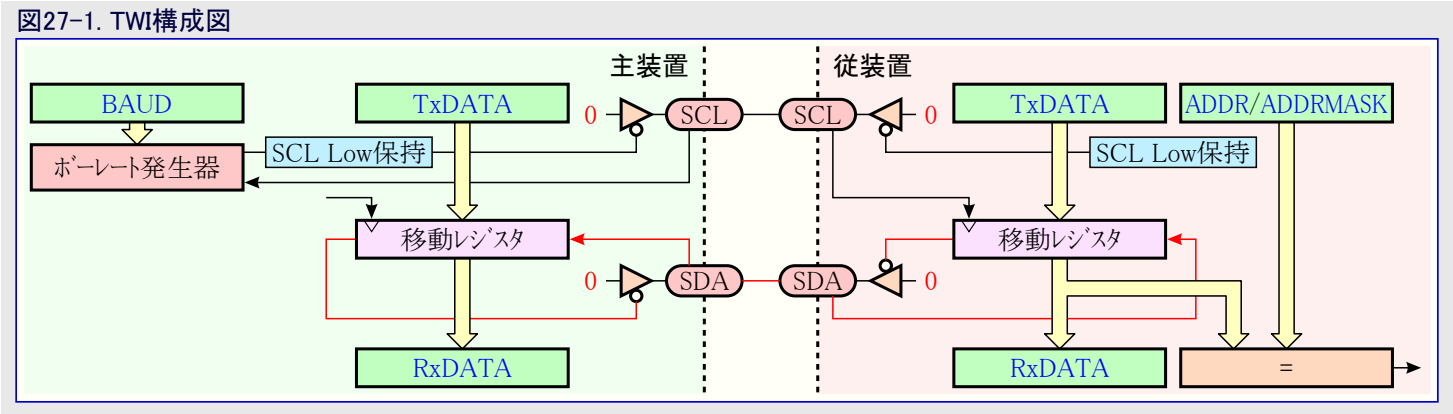 図27-1. TWI構成図
主装置
従装置
BAUD
TxDATA
0
SCL
SCL
0
TxDATA
ADDR/ADDRMASK
ボーレート発生器
SCL Low保持
SCL Low保持
移動レジスタ
移動レジスタ
0
SDA
SDA
0
RxDATA
RxDATA
=